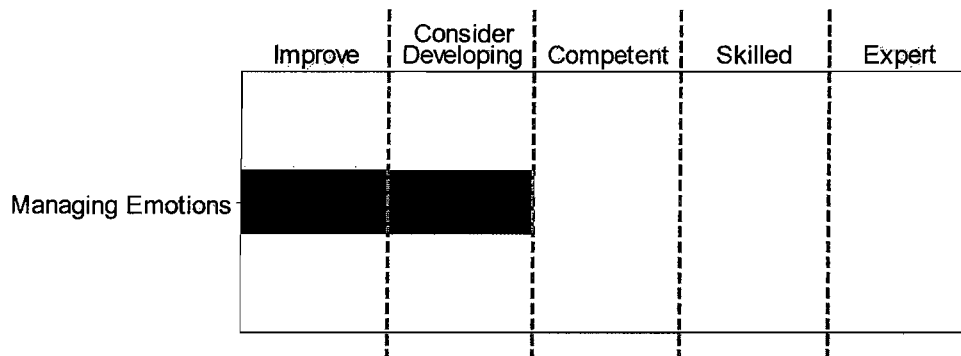 Consider
Improve Developing Competent Skilled Expert
Managing Emotions